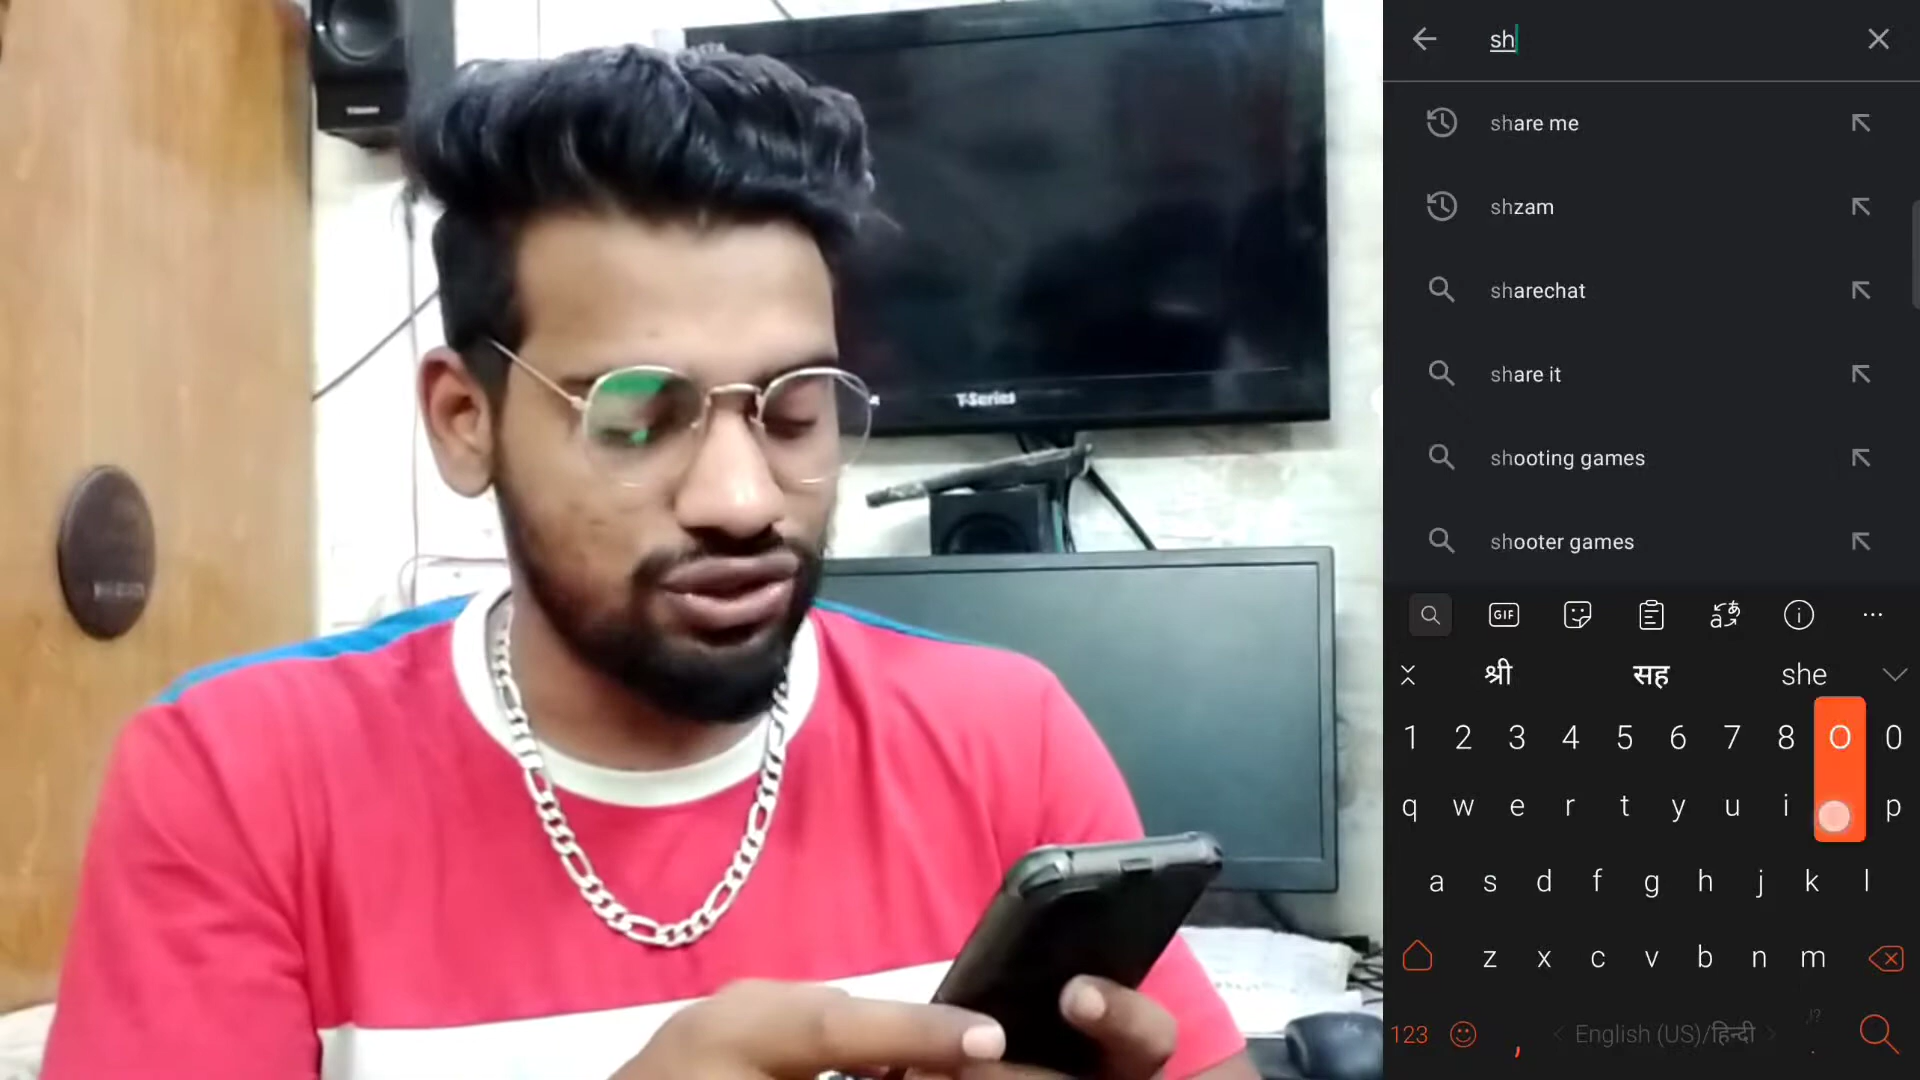 sh
share me
shzam
sharechat
share it
shooting games
shooter games
GIF
श्री सह she
1 2 3 4 5 6 7 8 O 0
q w e r t y u i p
a s d f g h j k l
z x c v b n m
123 , English (US)/हिन्दी .
T-Series